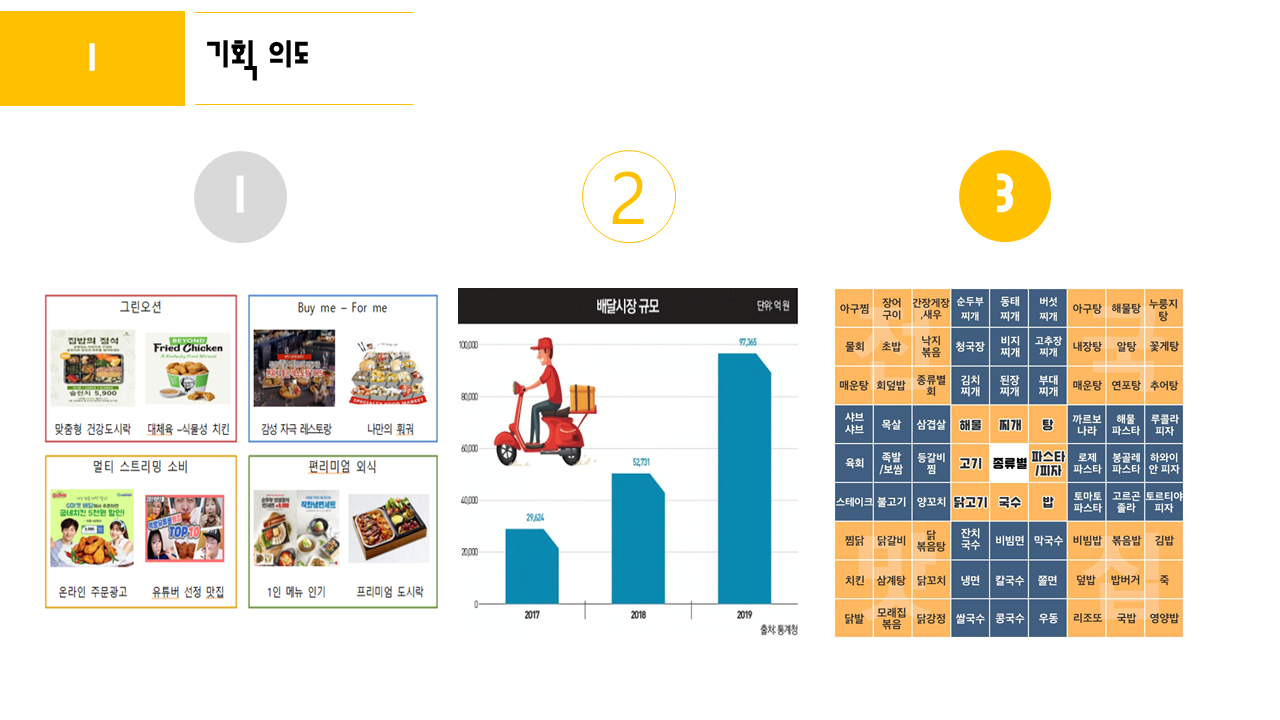 1
기획 의도
1
2
3
그린오션
집밥의 정석
5,900
BEYOND
Fried Chicken
맞춤형 건강도시락
대체육 –식물성 치킨
Buy me – For me
감성 자극 레스토랑
나만의 훠궈
멀티 스트리밍 소비
굽네치킨 5천원 할인!
TOP10
온라인 주문광고
유튜버 선정 맛집
편리미엄 외식
1인 메뉴 인기
프리미엄 도시락
배달시장 규모
단위: 억 원
100,000
80,000
60,000
40,000
20,000
0
29,624
52,731
97,365
2017
2018
2019
출처: 통계청
아구찜 장어 구이 간장게장 ,새우 순두부 찌개 동태 찌개 버섯 찌개 아구탕 해물탕 누룽지 탕
물회 초밥 낙지 볶음 청국장 비지 찌개 고추장 찌개 내장탕 알탕 꽃게탕
매운탕 회덮밥 종류별 회 김치 찌개 된장 찌개 부대 찌개 매운탕 연포탕 추어탕
샤브 샤브 목살 삼겹살 해물 찌개 탕 까르보 나라 해물 파스타 루콜라 피자
육회 족발 /보쌈 등갈비 찜 고기 종류별 파스타 /피자 로제 파스타 봉골레 파스타 하와이 안 피자
스테이크 불고기 양꼬치 닭고기 국수 밥 토마토 파스타 고르곤 졸라 토르티야 피자
찜닭 닭갈비 닭 볶음탕 잔치 국수 비빔면 막국수 비빔밥 볶음밥 김밥
치킨 삼계탕 닭꼬치 냉면 칼국수 쫄면 덮밥 밥버거 죽
닭발 모래집 볶음 닭강정 쌀국수 콩국수 우동 리조또 국밥 영양밥